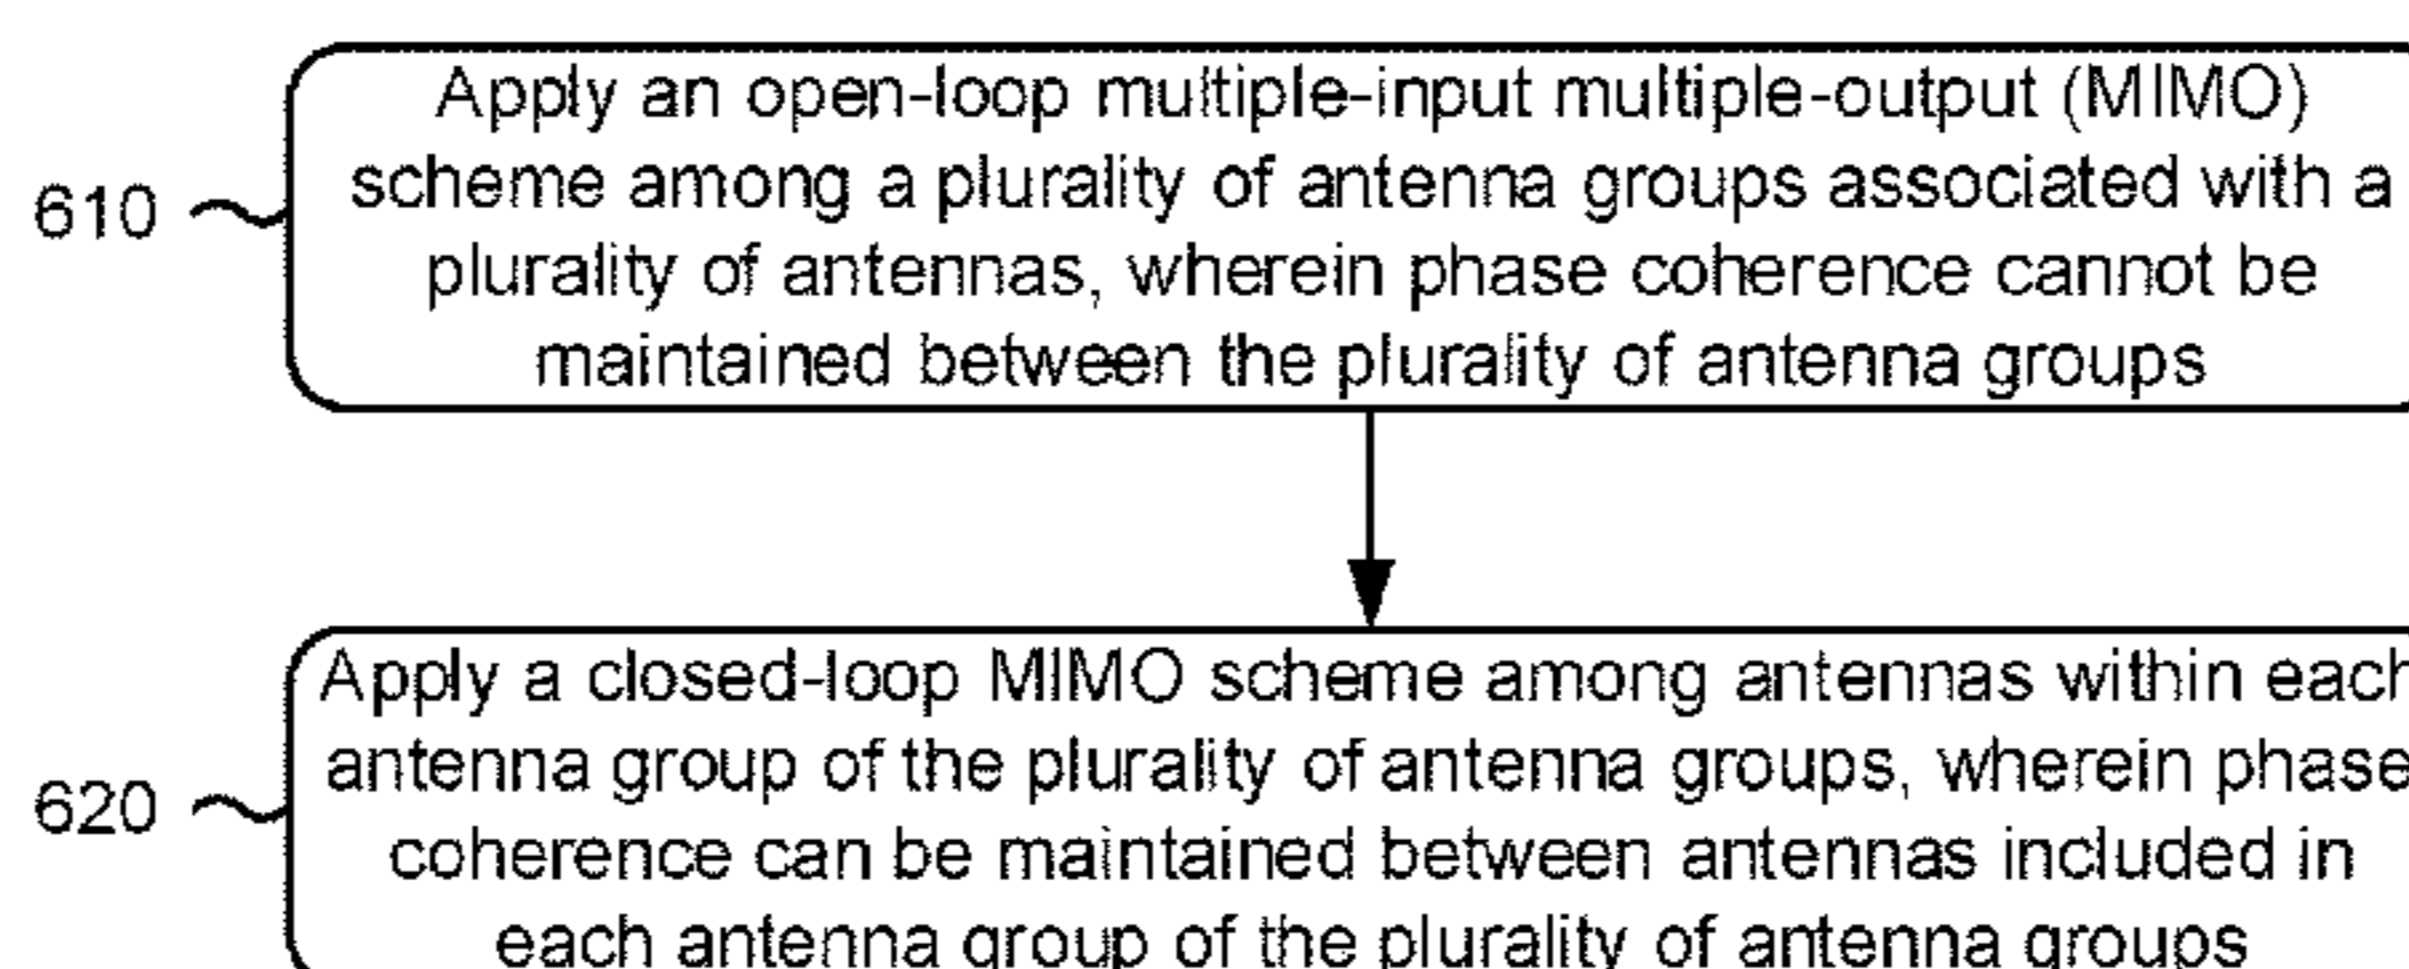 Apply an open-loop multiple-input multiple-output (MIMO)
scheme among a plurality of antenna groups associated with a
610
plurality of antennas, wherein phase coherence cannot be
maintained between the plurality of antenna groups
Apply a closed-loop MIMO scheme among antennas within each
antenna group of the plurality of antenna groups, wherein phase
620
coherence can be maintained between antennas included in
each antenna group of the plurality of antenna groups